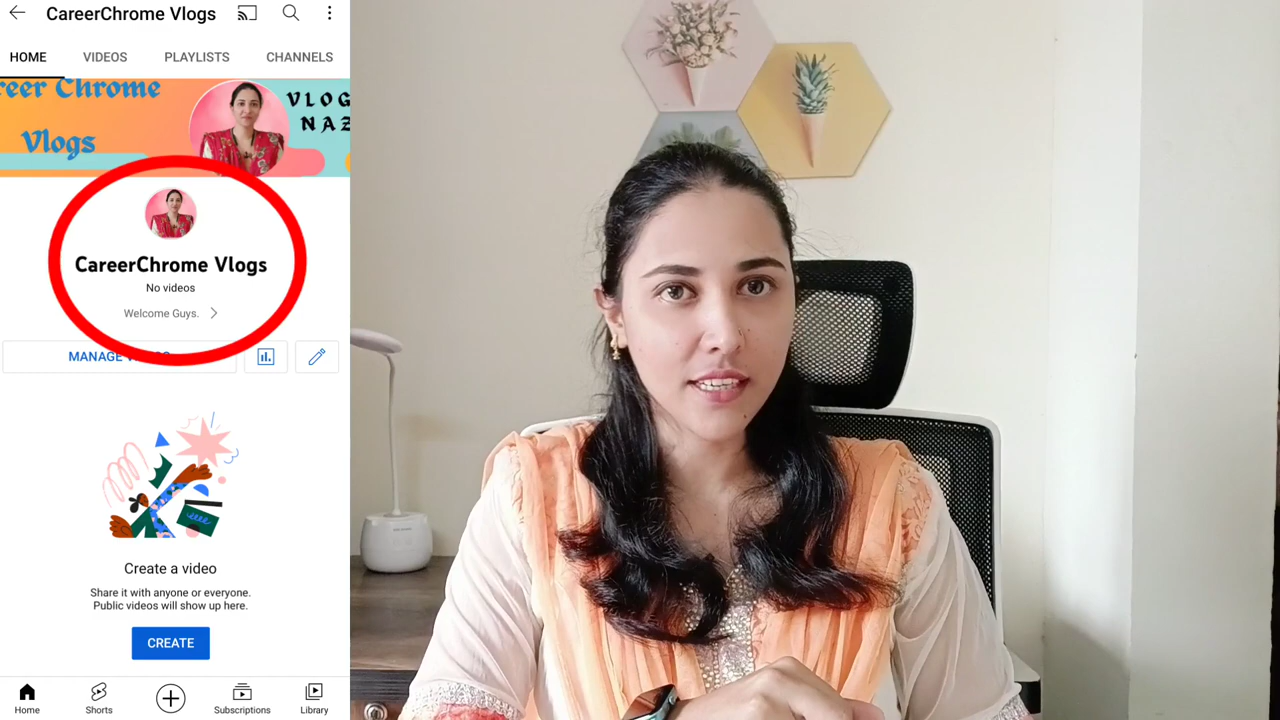 CareerChrome Vlogs
HOME VIDEOS PLAYLISTS CHANNELS
reer Chrome
Vlogs
VLOG
NAZ
CareerChrome Vlogs
No videos
Welcome Guys.
MANAGE
Create a video
Share it with anyone or everyone.
Public videos will show up here.
CREATE
Home Shorts Subscriptions Library